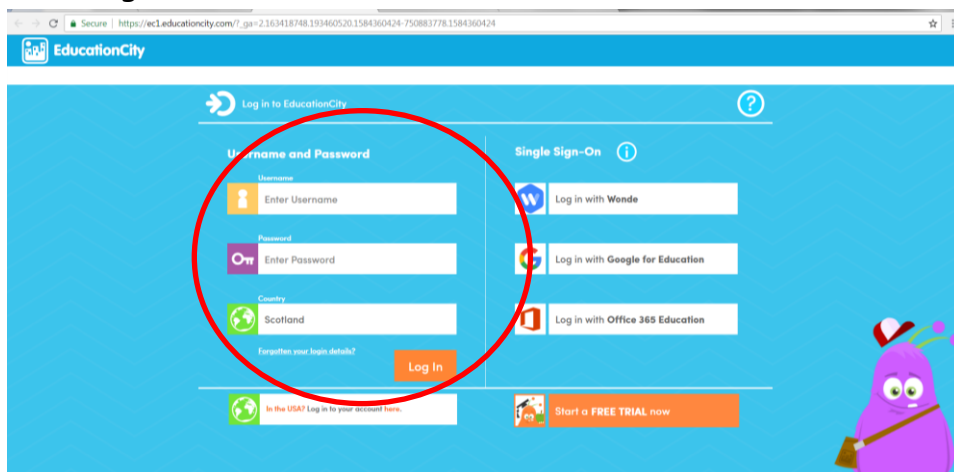 Secure | https://ec1.educationcity.com/?_ga=2.163418748.193460520.1584360424-750883778.1584360424
EducationCity
Log in to EducationCity
?
Username and Password
Username
Enter Username
Password
Enter Password
Country
Scotland
Forgotten your login details?
Log In
In the USA? Log in to your account here.
Single Sign-On i
Log in with Wonde
Log in with Google for Education
Log in with Office 365 Education
Start a FREE TRIAL now